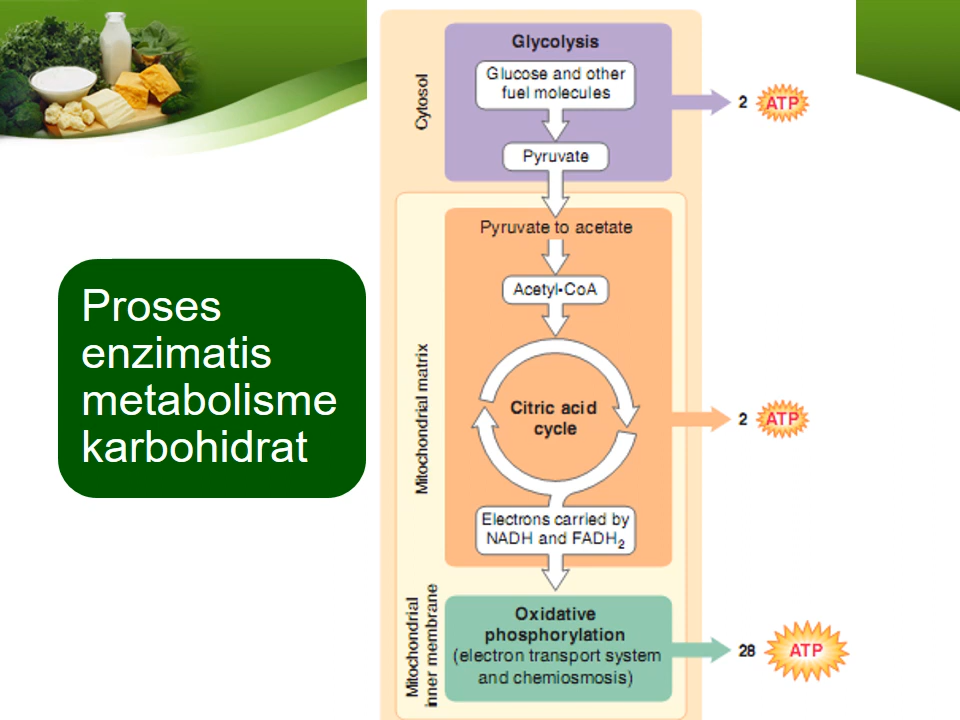 Proses
enzimatis
metabolisme
karbohidrat
Cytosol
Glycolysis
Glucose and other
fuel molecules
Pyruvate
2 ATP
Mitochondrial matrix
Pyruvate to acetate
Acetyl•CoA
Citric acid
cycle
2 ATP
Electrons carried by
NADH and FADH₂
Mitochondrial
inner membrane
Oxidative
phosphorylation
(electron transport system
and chemiosmosis)
28 ATP